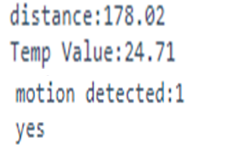 distance:178.02
Temp Value:24.71
motion detected:1
yes